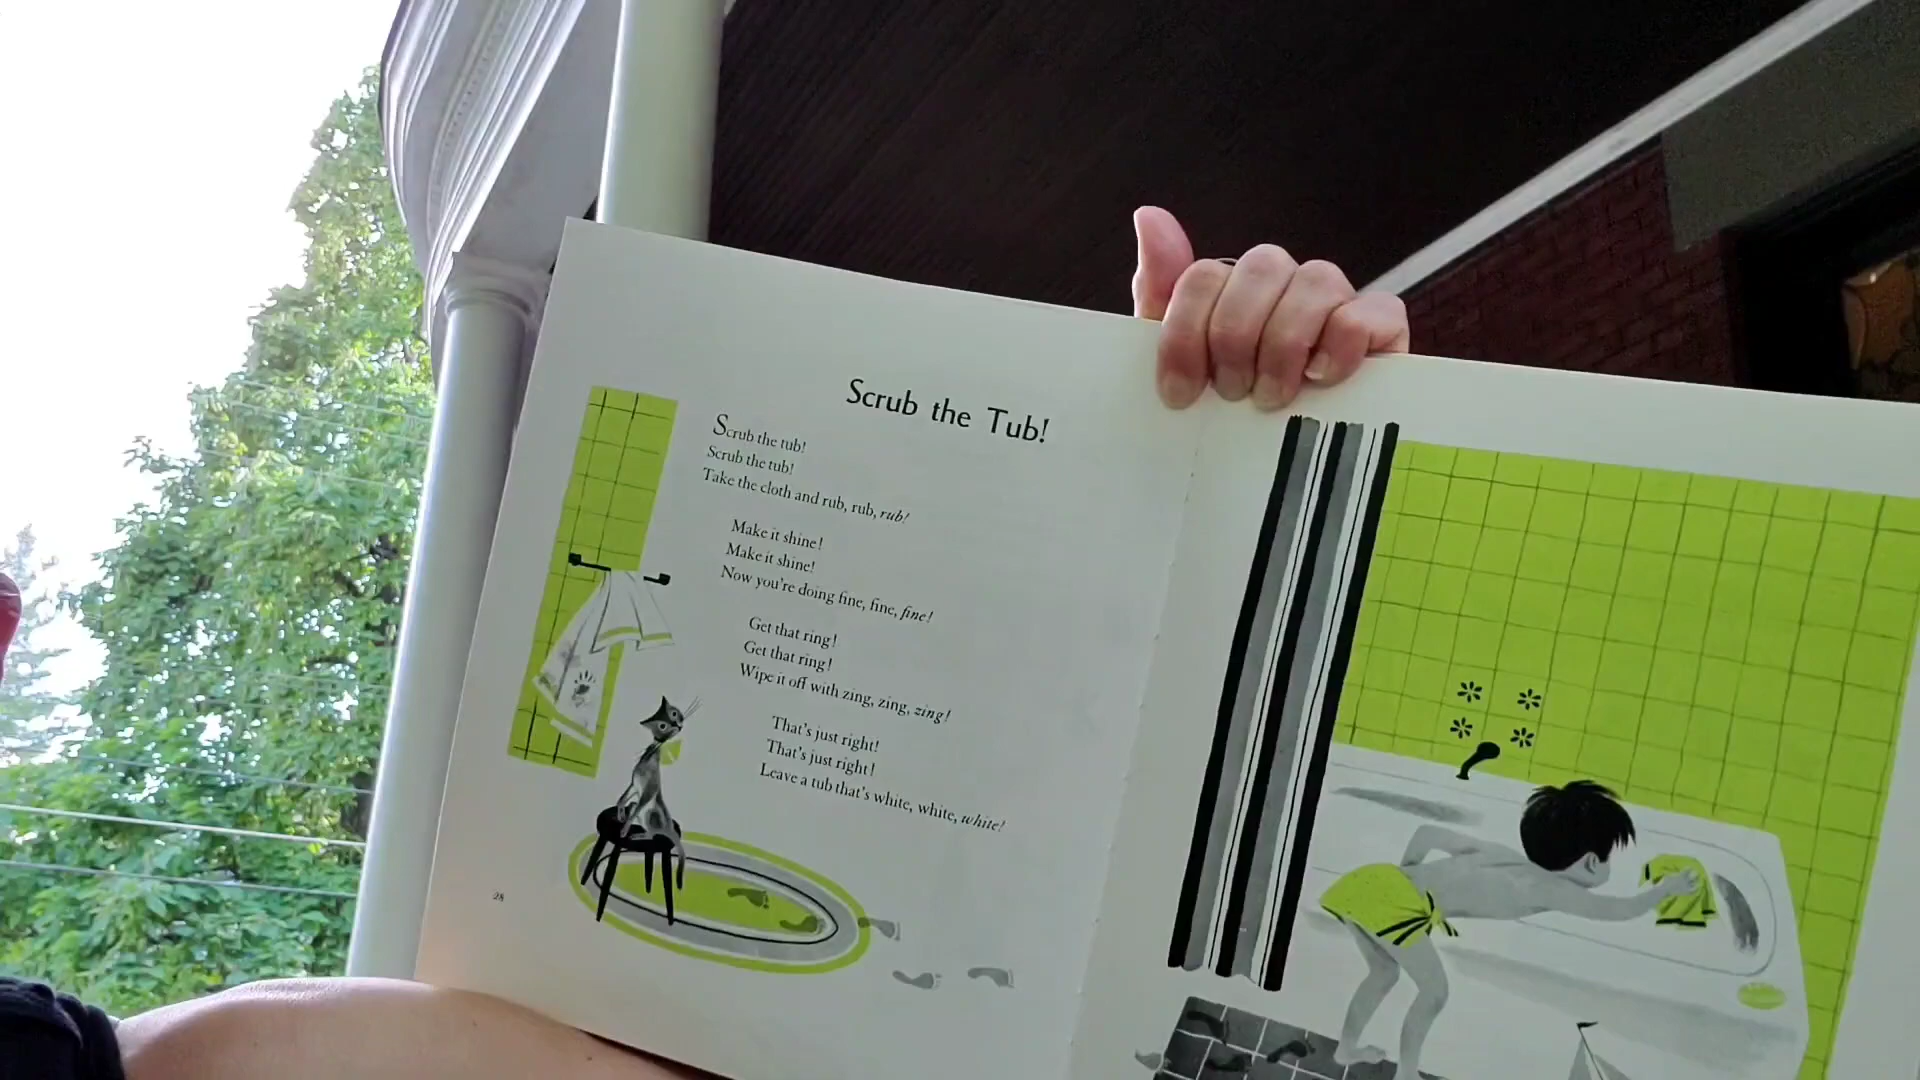 Scrub the Tub!
Scrub the tub!
Scrub the tub!
Take the cloth and rub, rub, rub!
Make it shine!
Make it shine!
Now you're doing fine, fine, fine!
Get that ring!
Get that ring!
Wipe it off with zing, zing, zing!
That's just right!
That's just right!
Leave a tub that's white, white, white!
28